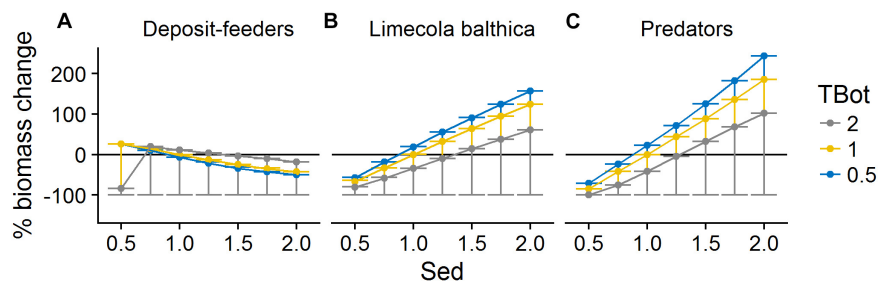 A Deposit-feeders B Limecola balthica C Predators
% biomass change
200
100
0
-100
0.5 1.0 1.5 2.0 0.5 1.0 1.5 2.0 0.5 1.0 1.5 2.0
Sed
TBot
2
1
0.5